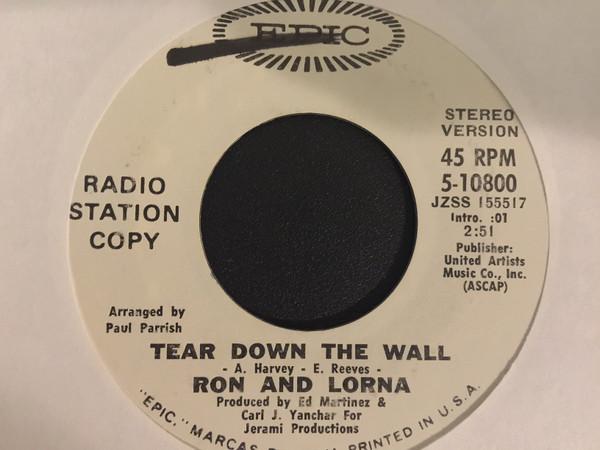 EPIC
RADIO
STATION
COPY
STEREO
VERSION
45 RPM
5-10800
JZSS 155517
Intro. :01
2:51
Publisher:
United Artists
Music Co., Inc.
(ASCAP)
Arranged by
Paul Parrish
TEAR DOWN THE WALL
- A. Harvey - E. Reeves -
RON AND LORNA
Produced by Ed Martinez &
Carl J. Yanchar For
Jerami Productions
"EPIC," MARCAS PRINTED IN U.S.A.